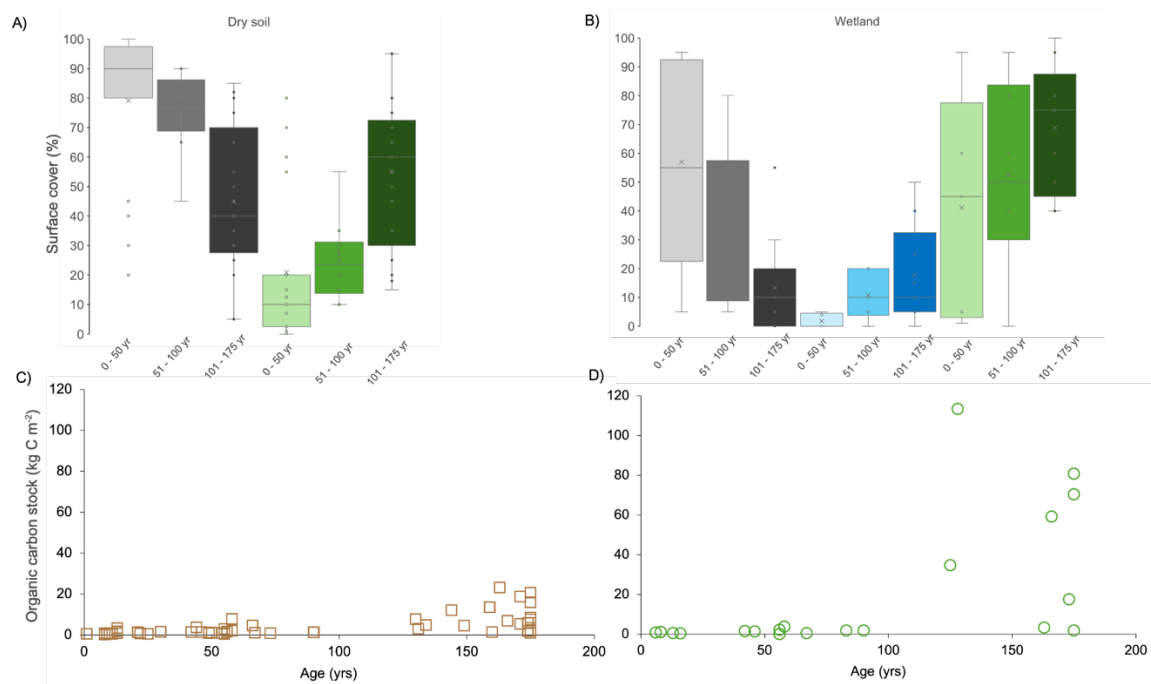 A)
Dry soil
Surface cover (%)
100
90
80
70
60
50
40
30
20
10
0
0 - 50 yr
51 - 100 yr
101 - 175 yr
0 - 50 yr
51 - 100 yr
101 - 175 yr
B)
Wetland
100
90
80
70
60
50
40
30
20
10
0
0 - 50 yr
51 - 100 yr
101 - 175 yr
0 - 50 yr
51 - 100 yr
101 - 175 yr
0 - 50 yr
51 - 100 yr
101 - 175 yr
C)
Organic carbon stock (kg C m⁻²)
120
100
80
60
40
20
0
0
50
100
150
200
Age (yrs)
D)
120
100
80
60
40
20
0
0
50
100
150
200
Age (yrs)